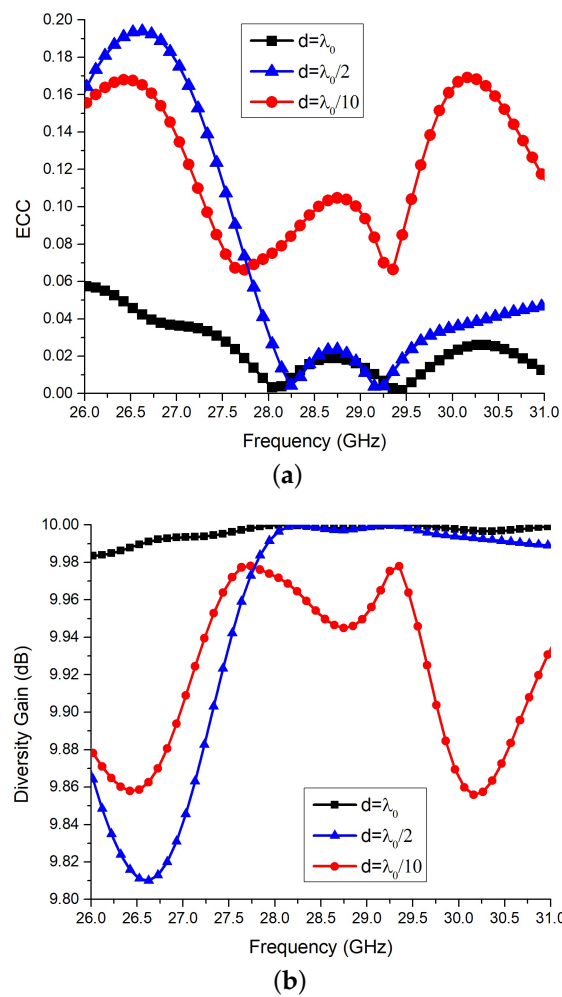 (a)
ECC
0.20
0.18
0.16
0.14
0.12
0.10
0.08
0.06
0.04
0.02
0.00
d=λ₀
d=λ₀/2
d=λ₀/10
26.0 26.5 27.0 27.5 28.0 28.5 29.0 29.5 30.0 30.5 31.0
Frequency (GHz)
(a)
Diversity Gain (dB)
10.00
9.98
9.96
9.94
9.92
9.90
9.88
9.86
9.84
9.82
9.80
d=λ₀
d=λ₀/2
d=λ₀/10
26.0 26.5 27.0 27.5 28.0 28.5 29.0 29.5 30.0 30.5 31.0
Frequency (GHz)
(b)